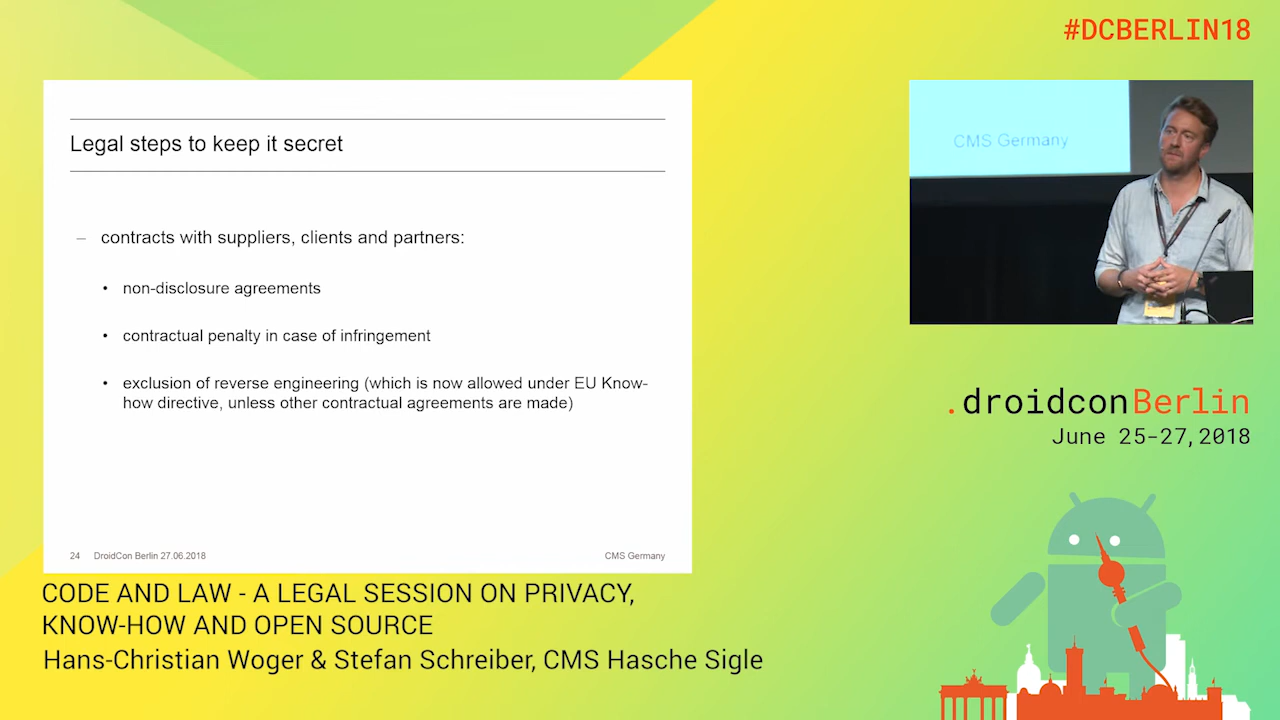 #DCBERLIN18
Legal steps to keep it secret
– contracts with suppliers, clients and partners:
• non-disclosure agreements
• contractual penalty in case of infringement
• exclusion of reverse engineering (which is now allowed under EU Know-
how directive, unless other contractual agreements are made)
24 DroidCon Berlin 27.06.2018 CMS Germany
CMS Germany
.droidconBerlin
June 25-27,2018
CODE AND LAW - A LEGAL SESSION ON PRIVACY,
KNOW-HOW AND OPEN SOURCE
Hans-Christian Woger & Stefan Schreiber, CMS Hasche Sigle